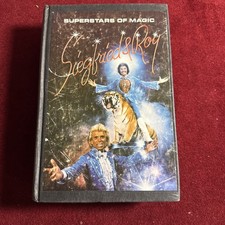 SUPERSTARS OF MAGIC
Siegfried & Roy